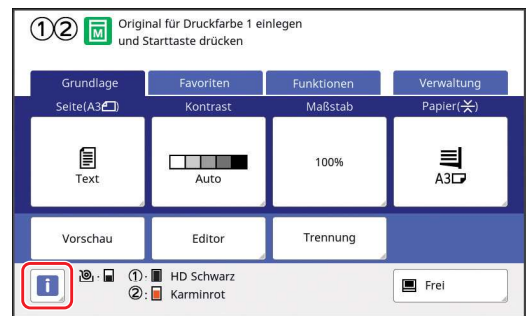 ①② M Original für Druckfarbe 1 einlegen
und Starttaste drücken
Grundlage Favoriten Funktionen Verwaltung
Seite(A3) Kontrast Maßstab Papier( )
Text Auto 100% A3
Vorschau Editor Trennung
i ①: HD Schwarz
②: Karminrot
Frei